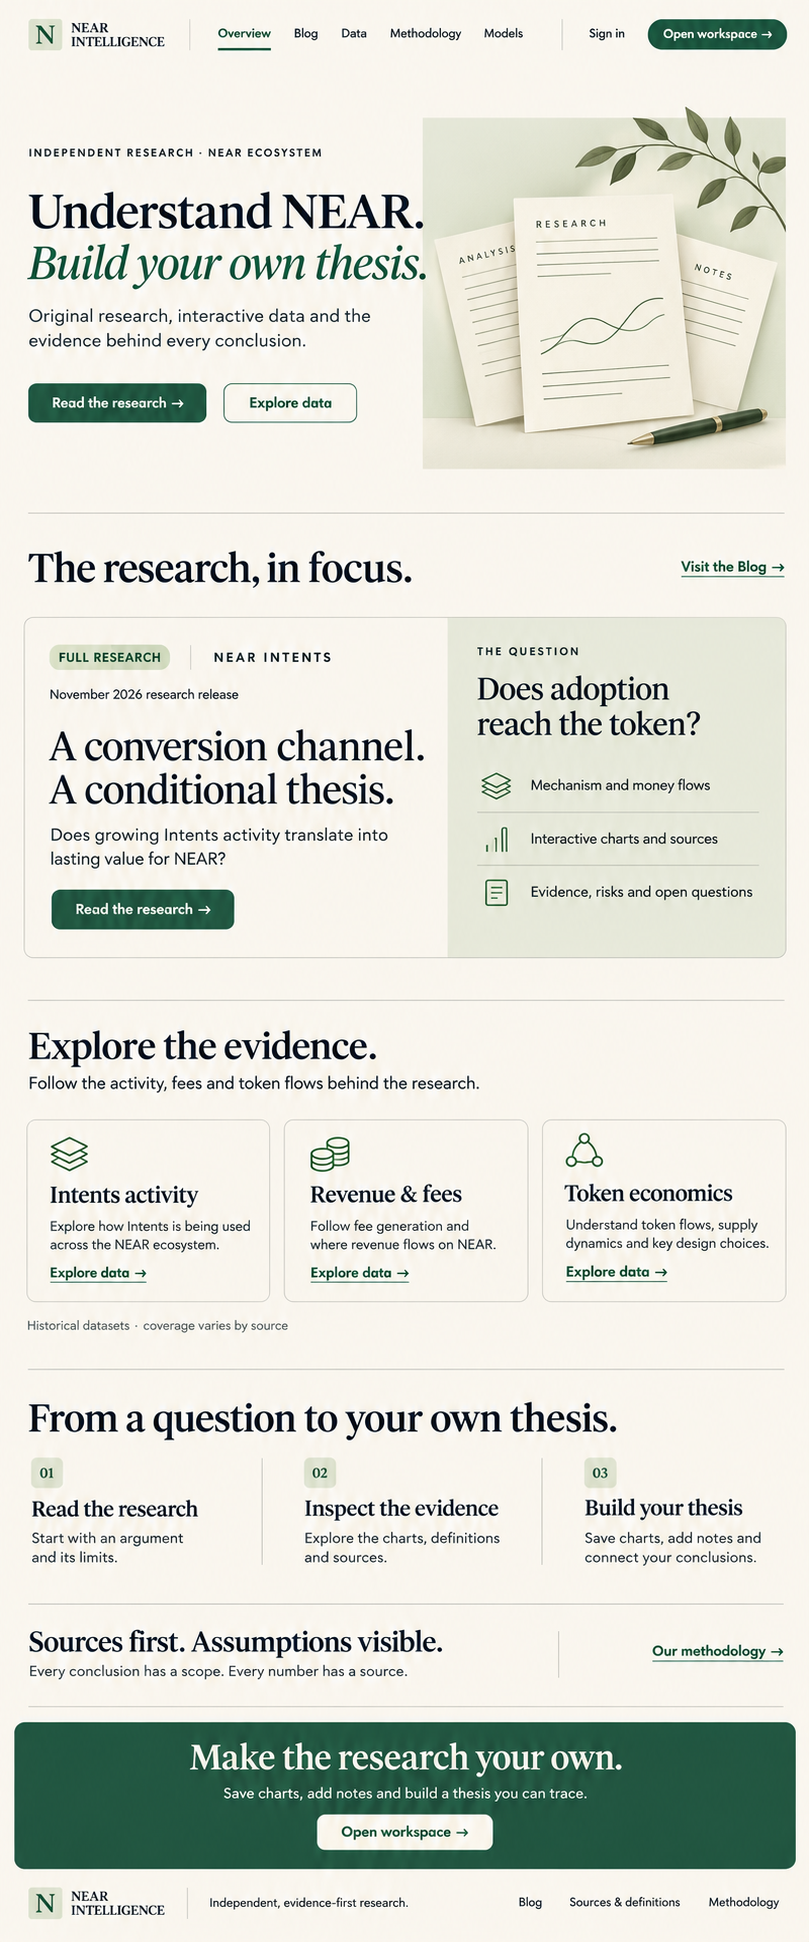 N NEAR
INTELLIGENCE
Overview Blog Data Methodology Models
Sign in Open workspace →
INDEPENDENT RESEARCH · NEAR ECOSYSTEM
Understand NEAR.
Build your own thesis.
Original research, interactive data and the
evidence behind every conclusion.
Read the research → Explore data
ANALYSIS
RESEARCH
NOTES
The research, in focus.
Visit the Blog →
FULL RESEARCH NEAR INTENTS
November 2026 research release
A conversion channel.
A conditional thesis.
Does growing Intents activity translate into
lasting value for NEAR?
Read the research →
THE QUESTION
Does adoption
reach the token?
Mechanism and money flows
Interactive charts and sources
Evidence, risks and open questions
Explore the evidence.
Follow the activity, fees and token flows behind the research.
Intents activity
Explore how Intents is being used
across the NEAR ecosystem.
Explore data →
Revenue & fees
Follow fee generation and
where revenue flows on NEAR.
Explore data →
Token economics
Understand token flows, supply
dynamics and key design choices.
Explore data →
Historical datasets · coverage varies by source
From a question to your own thesis.
01
Read the research
Start with an argument
and its limits.
02
Inspect the evidence
Explore the charts, definitions
and sources.
03
Build your thesis
Save charts, add notes and
connect your conclusions.
Sources first. Assumptions visible.
Every conclusion has a scope. Every number has a source.
Our methodology →
Make the research your own.
Save charts, add notes and build a thesis you can trace.
Open workspace →
N NEAR
INTELLIGENCE
Independent, evidence-first research.
Blog Sources & definitions Methodology